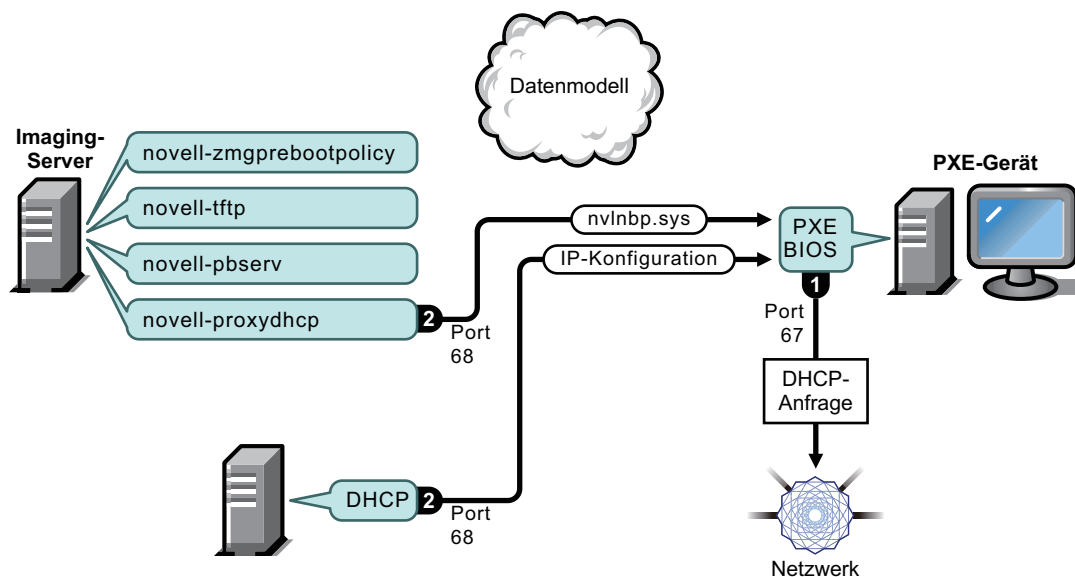 Datenmodell
Imaging-
Server
novell-zmgprebootpolicy
novell-tftp
novell-pbserv
novell-proxydhcp
2
Port
68
nvlnbp.sys
IP-Konfiguration
PXE
BIOS
1
PXE-Gerät
Port
67
DHCP-
Anfrage
DHCP
2
Port
68
Netzwerk